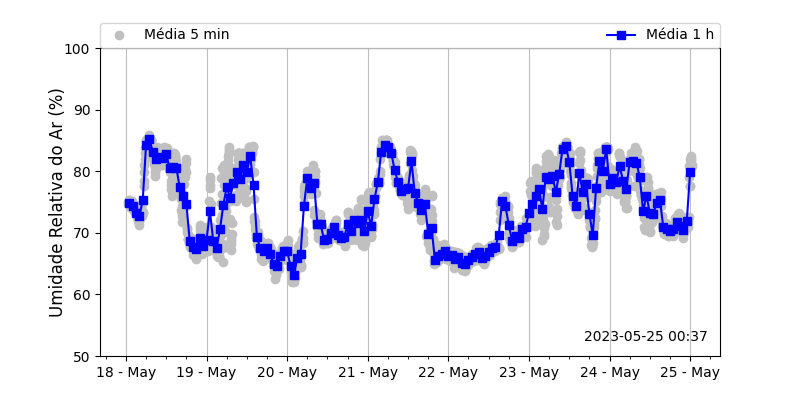 Média 5 min
Média 1 h
Umidade Relativa do Ar (%)
100
90
80
70
60
50
2023-05-25 00:37
18 - May
19 - May
20 - May
21 - May
22 - May
23 - May
24 - May
25 - May